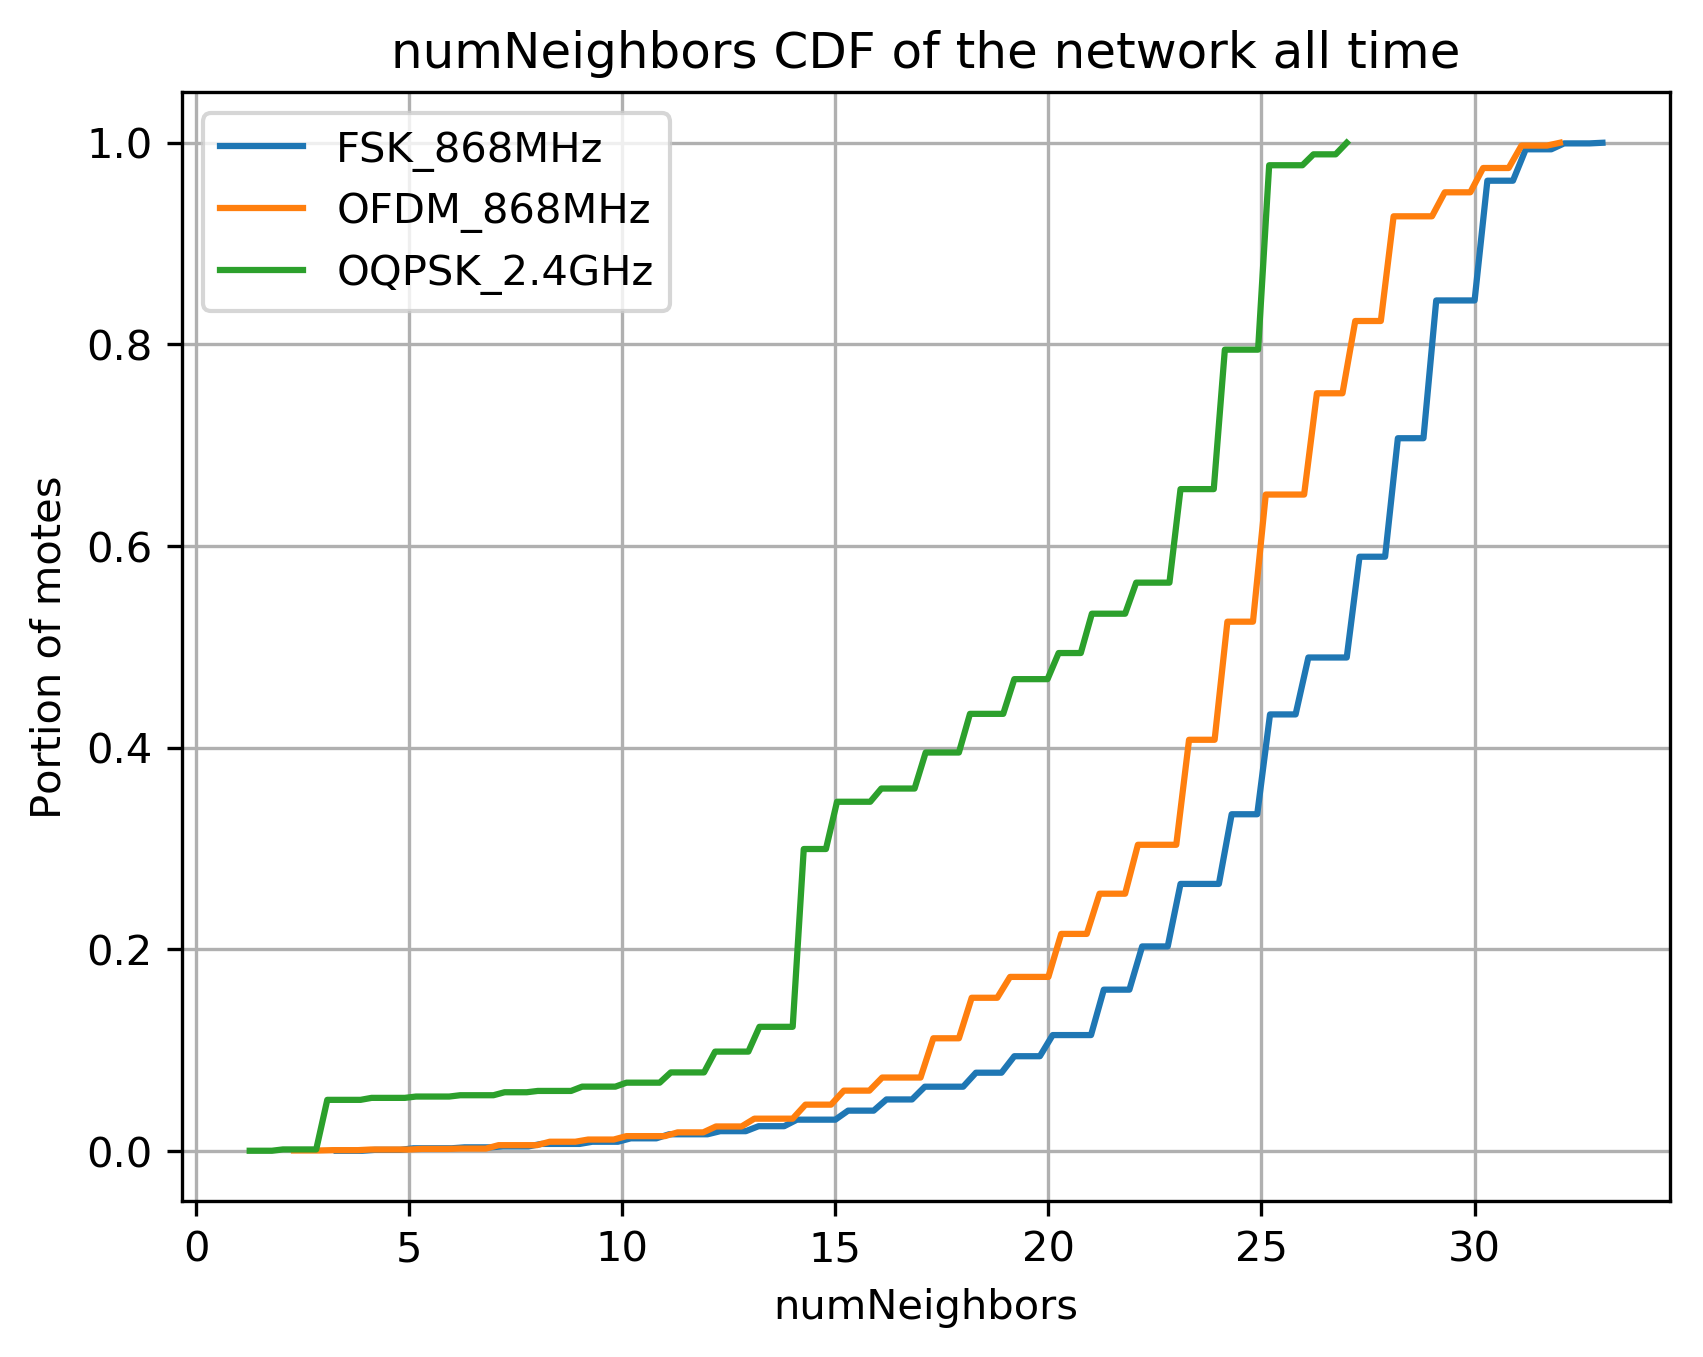 numNeighbors CDF of the network all time
FSK_868MHz
OFDM_868MHz
OQPSK_2.4GHz
1.0
0.8
0.6
0.4
0.2
0.0
Portion of motes
0 5 10 15 20 25 30
numNeighbors